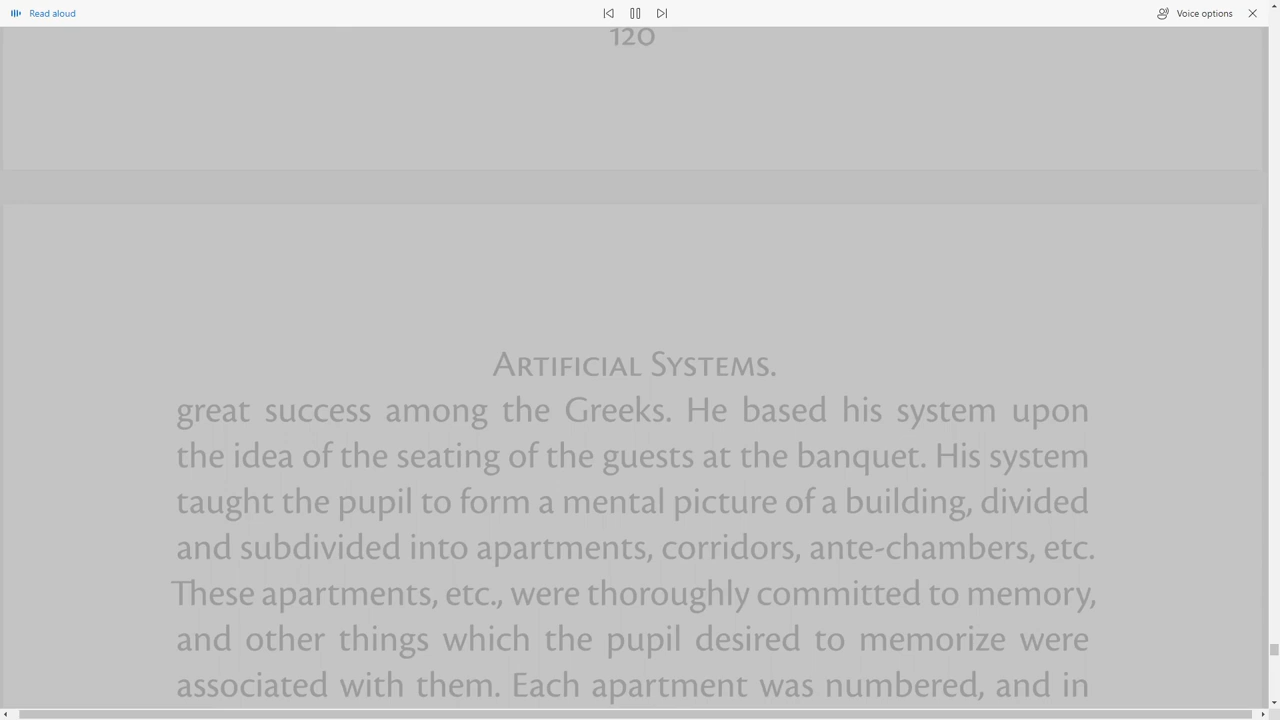 Read aloud
Voice options
120
Artificial Systems.
great success among the Greeks. He based his system upon
the idea of the seating of the guests at the banquet. His system
taught the pupil to form a mental picture of a building, divided
and subdivided into apartments, corridors, ante-chambers, etc.
These apartments, etc., were thoroughly committed to memory,
and other things which the pupil desired to memorize were
associated with them. Each apartment was numbered, and in